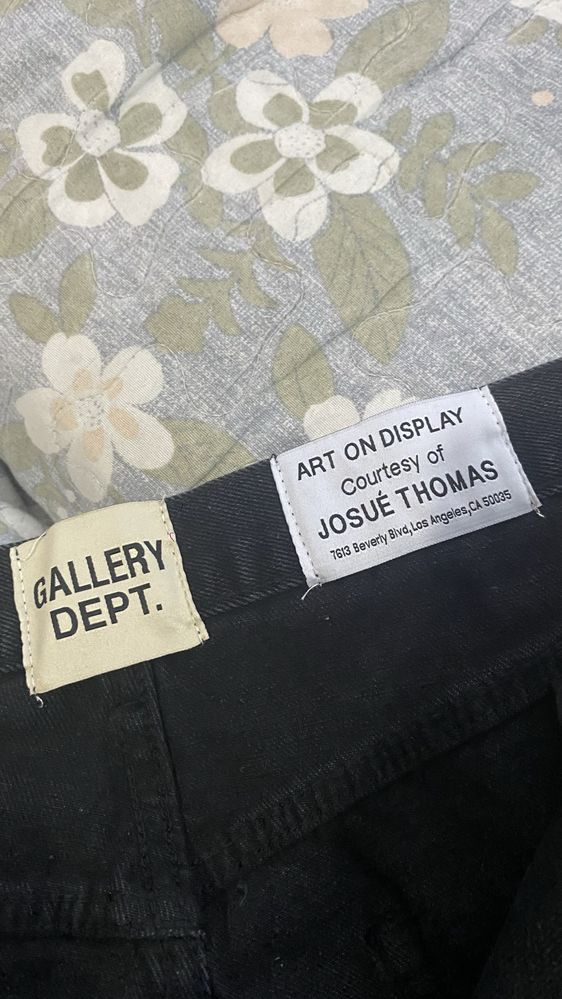 GALLERY
DEPT.
ART ON DISPLAY
Courtesy of
JOSUÉ THOMAS
7613 Beverly Blvd, Los Angeles, CA 50035